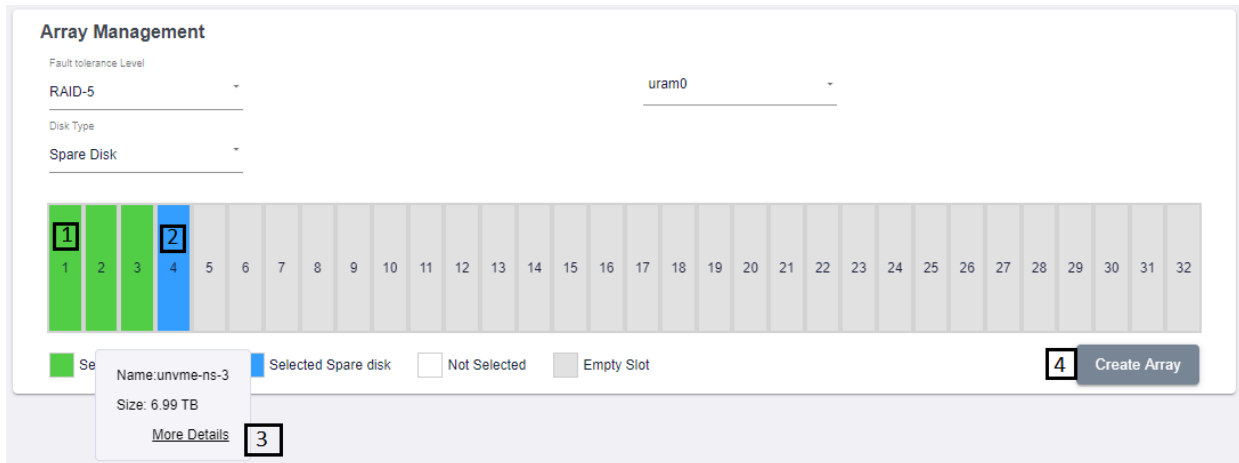 Array Management
Fault tolerance Level
RAID-5
uram0
Disk Type
Spare Disk
1 2
1 2 3 4 5 6 7 8 9 10 11 12 13 14 15 16 17 18 19 20 21 22 23 24 25 26 27 28 29 30 31 32
Se Selected Spare disk Not Selected Empty Slot 4 Create Array
Name:unvme-ns-3
Size: 6.99 TB
More Details 3